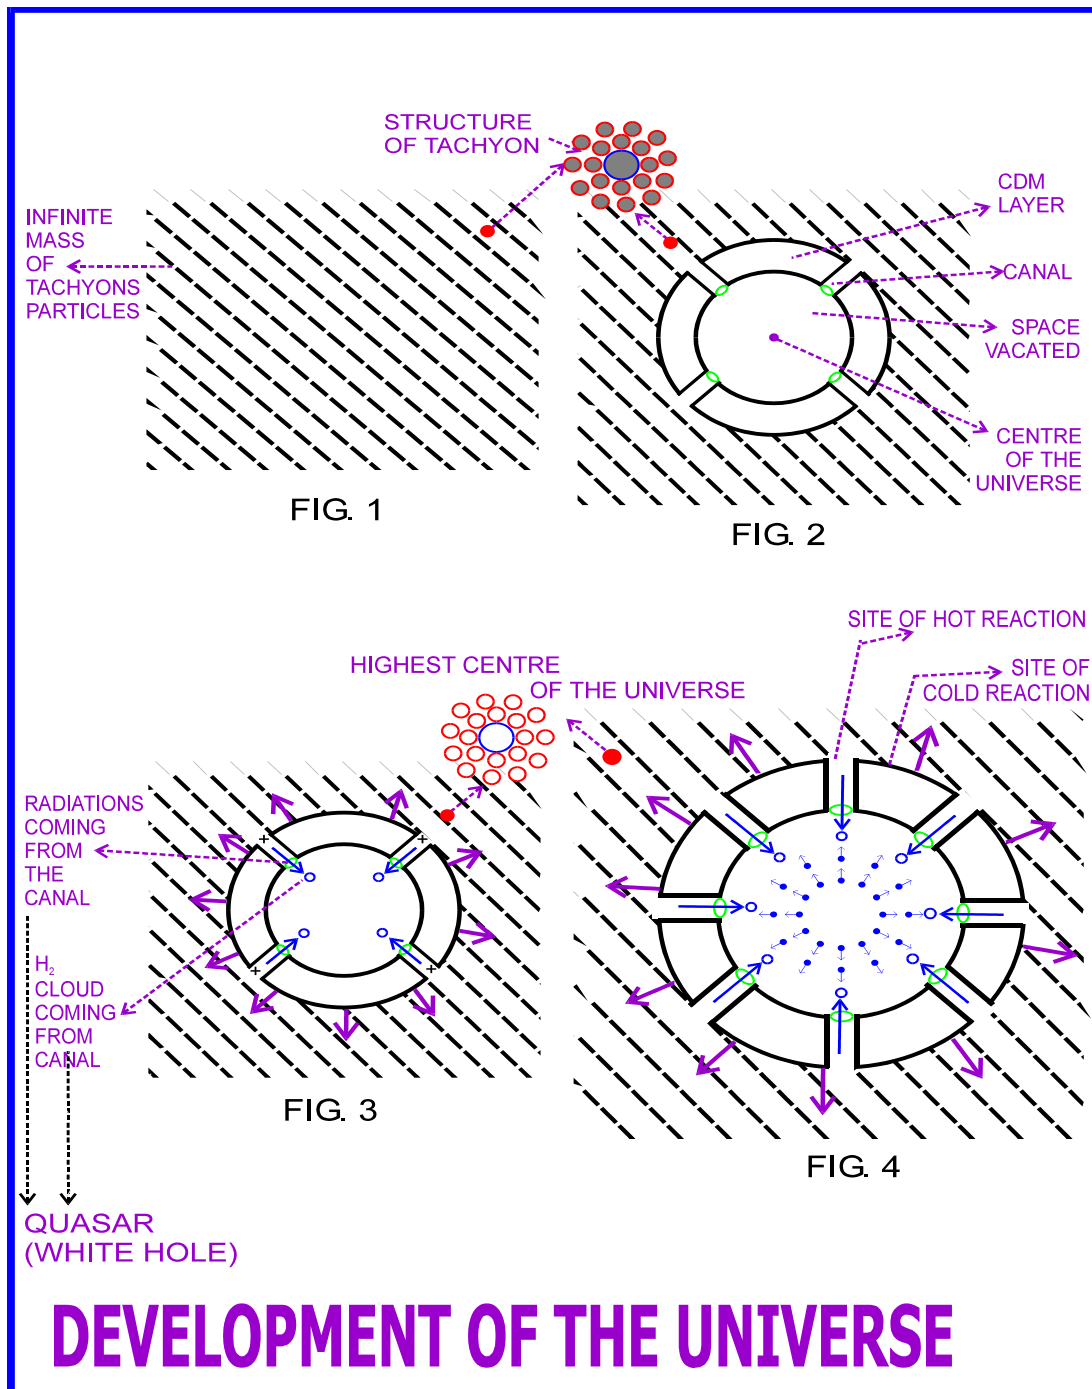 STRUCTURE
OF TACHYON
INFINITE
MASS
OF
TACHYONS
PARTICLES
CDM
LAYER
CANAL
SPACE
VACATED
CENTRE
OF THE
UNIVERSE
FIG. 1
FIG. 2
SITE OF HOT REACTION
HIGHEST CENTRE
OF THE UNIVERSE
SITE OF
COLD REACTION
RADIATIONS
COMING
FROM
THE
CANAL
H₂
CLOUD
COMING
FROM
CANAL
+ +
+ +
FIG. 3
FIG. 4
QUASAR
(WHITE HOLE)
DEVELOPMENT OF THE UNIVERSE